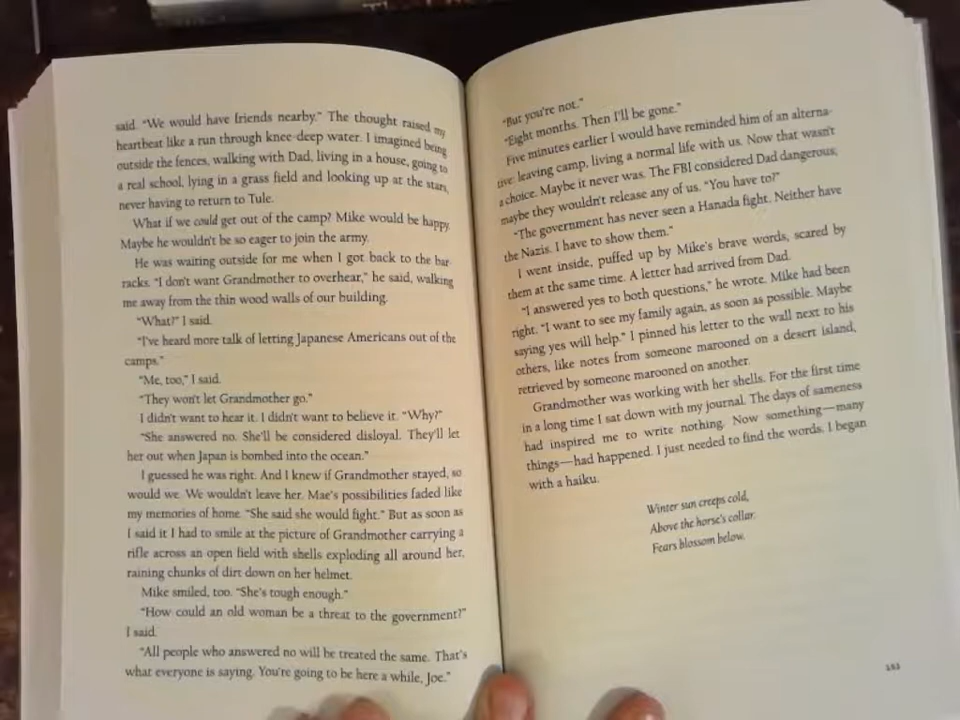 said. “We would have friends nearby.” The thought raised my
heartbeat like a run through knee-deep water. I imagined being
outside the fences, walking with Dad, living in a house, going to
a real school, lying in a grass field and looking up at the stars,
never having to return to Tule.
What if we could get out of the camp? Mike would be happy.
Maybe he wouldn't be so eager to join the army.
He was waiting outside for me when I got back to the bar-
racks. “I don't want Grandmother to overhear,” he said, walking
me away from the thin wood walls of our building.
“What?” I said.
“I've heard more talk of letting Japanese Americans out of the
camps.”
“Me, too,” I said.
“They won't let Grandmother go.”
I didn't want to hear it. I didn't want to believe it. “Why?”
“She answered no. She'll be considered disloyal. They'll let
her out when Japan is bombed into the ocean.”
I guessed he was right. And I knew if Grandmother stayed, so
would we. We wouldn't leave her. Mae's possibilities faded like
my memories of home. “She said she would fight.” But as soon as
I said it I had to smile at the picture of Grandmother carrying a
rifle across an open field with shells exploding all around her,
raining chunks of dirt down on her helmet.
Mike smiled, too. “She's tough enough.”
“How could an old woman be a threat to the government?”
I said.
“All people who answered no will be treated the same. That's
what everyone is saying. You're going to be here a while, Joe.”
“But you're not.”
“Eight months. Then I'll be gone.”
Five minutes earlier I would have reminded him of an alterna-
tive: leaving camp, living a normal life with us. Now that wasn't
a choice. Maybe it never was. The FBI considered Dad dangerous,
maybe they wouldn't release any of us. “You have to?”
“The government has never seen a Hanada fight. Neither have
the Nazis. I have to show them.”
I went inside, puffed up by Mike's brave words, scared by
them at the same time. A letter had arrived from Dad.
“I answered yes to both questions,” he wrote. Mike had been
right. “I want to see my family again, as soon as possible. Maybe
saying yes will help.” I pinned his letter to the wall next to his
others, like notes from someone marooned on a desert island,
retrieved by someone marooned on another.
Grandmother was working with her shells. For the first time
in a long time I sat down with my journal. The days of sameness
had inspired me to write nothing. Now something—many
things—had happened. I just needed to find the words. I began
with a haiku.
Winter sun creeps cold,
Above the horse's collar.
Fears blossom below.